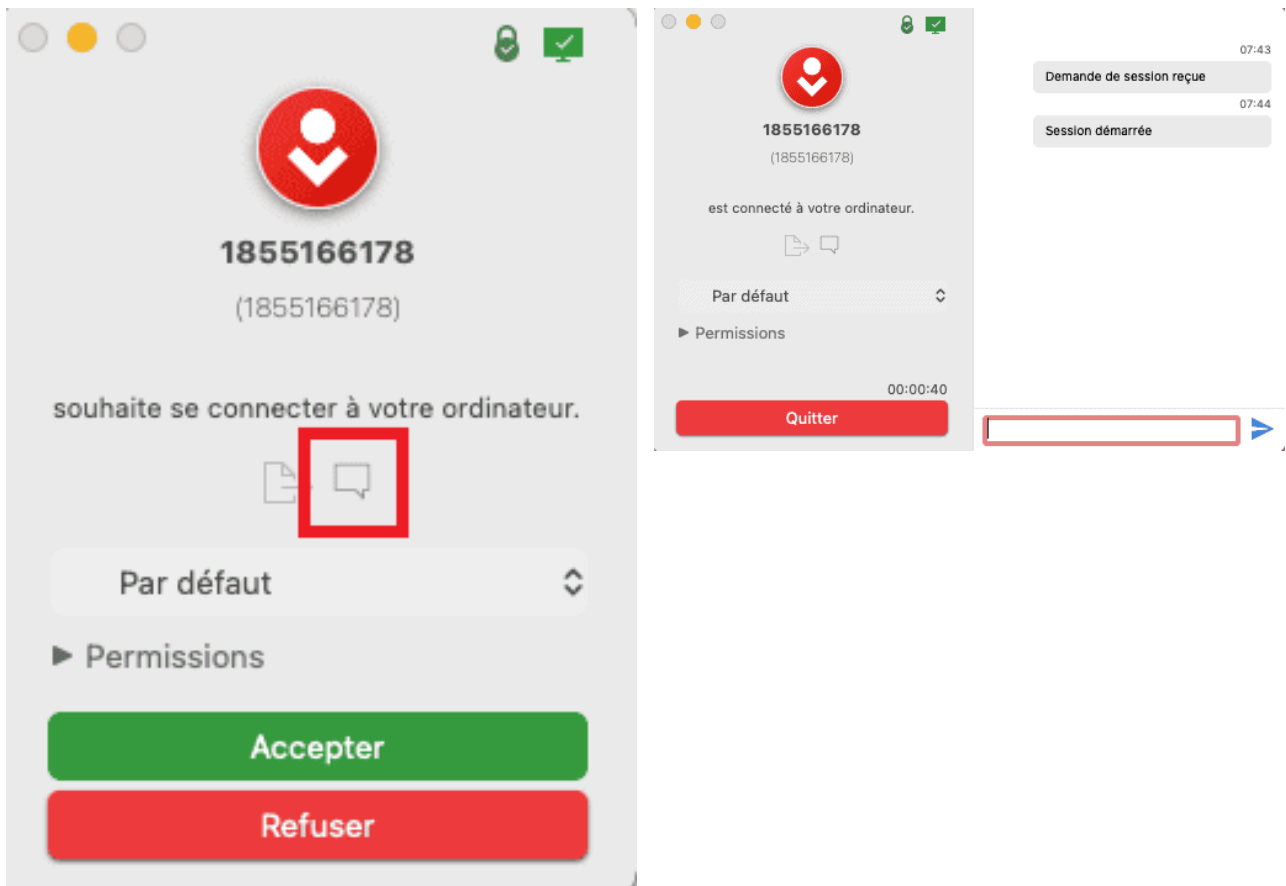 1855166178
(1855166178)
souhaite se connecter à votre ordinateur.
Par défaut
Permissions
Accepter
Refuser
1855166178
(1855166178)
est connecté à votre ordinateur.
Par défaut
Permissions
00:00:40
Quitter
07:43
Demande de session reçue
07:44
Session démarrée